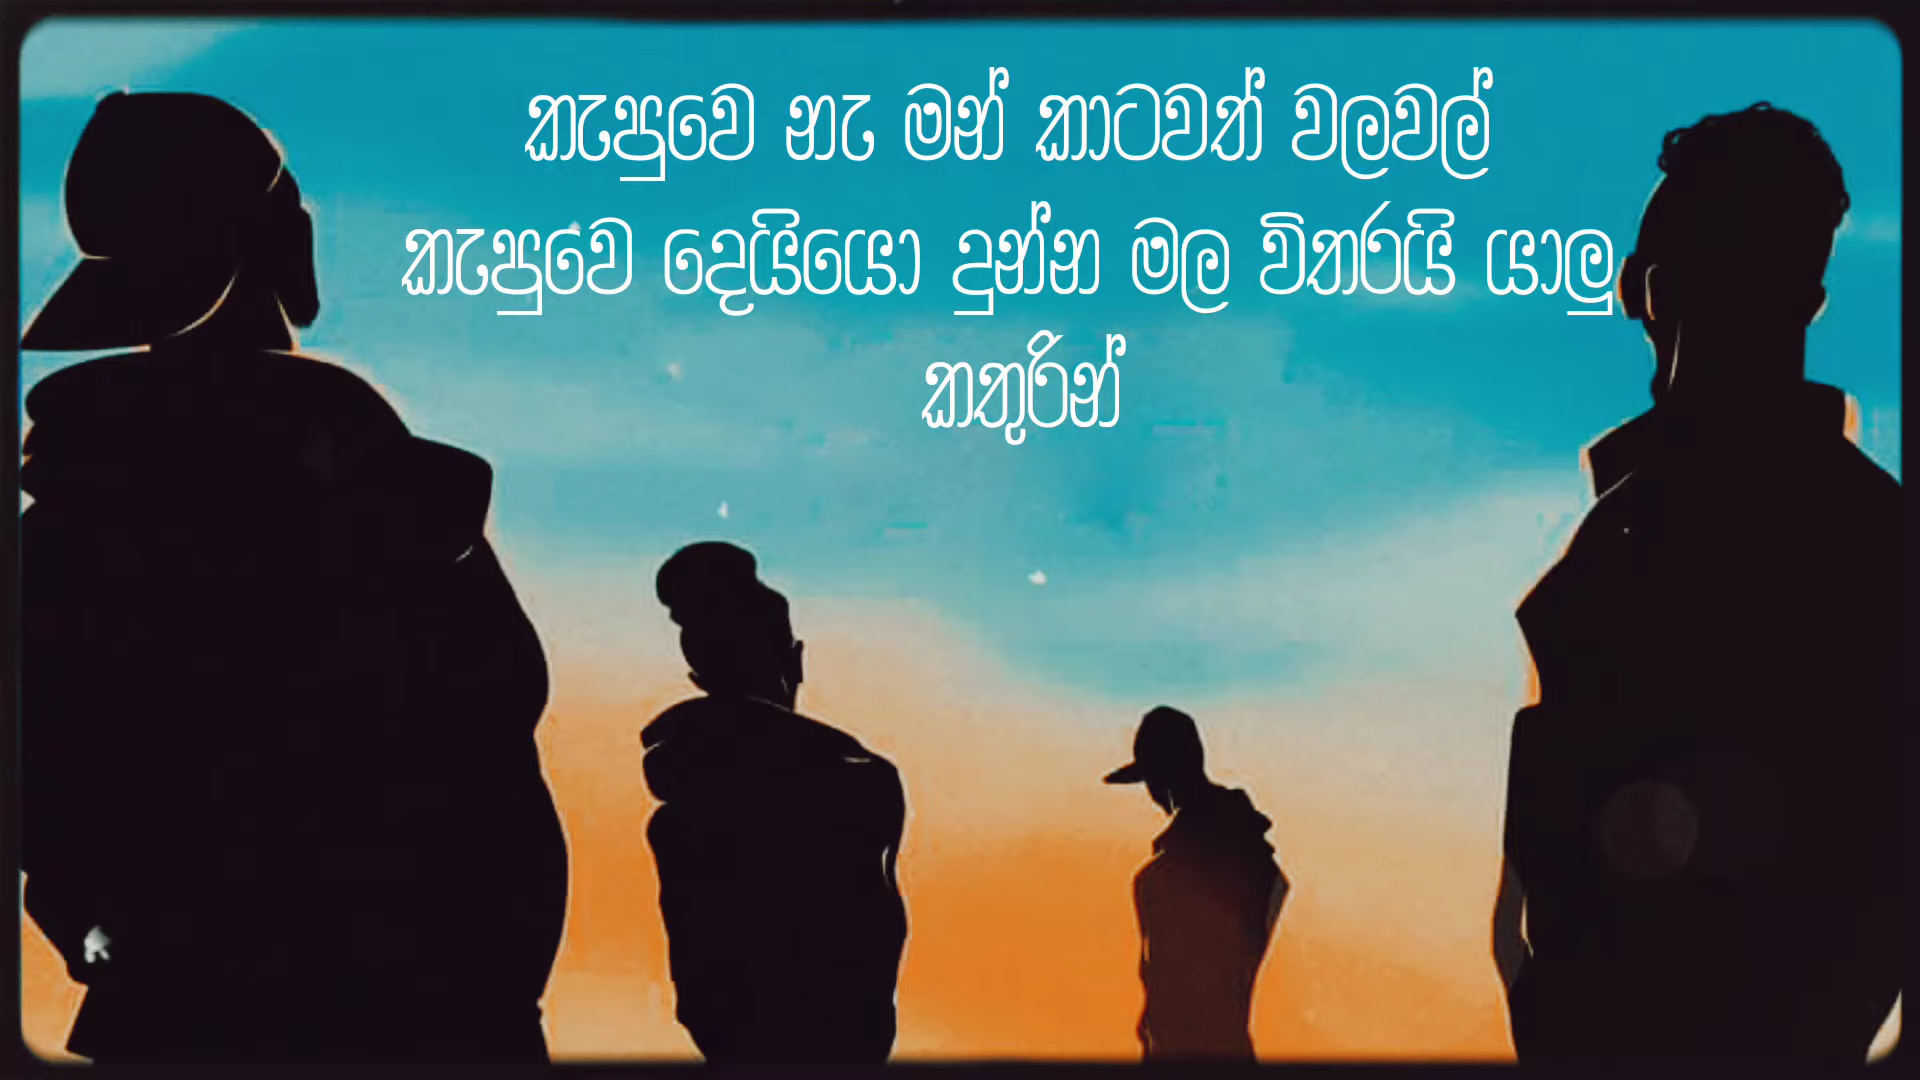 කැපුවෙ නෑ මන් කාටවත් වලවල්
කැපුවෙ දෙයියො දුන්න මල විතරයි යාලු
කතුරින්